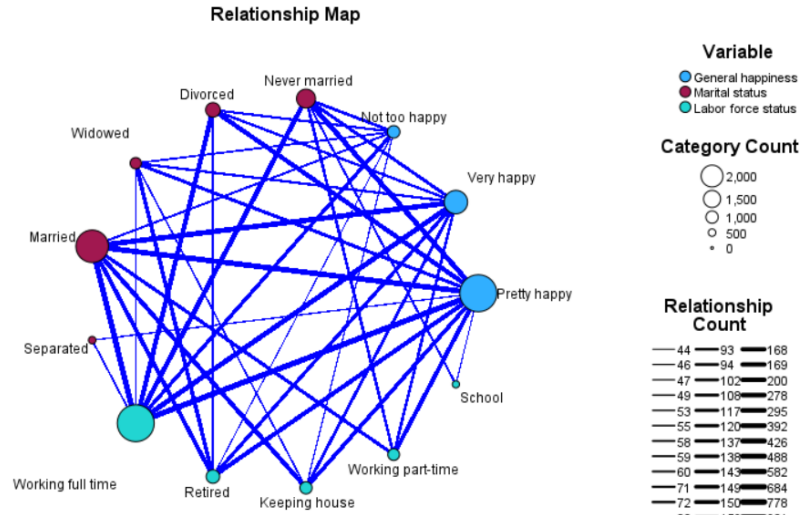 Relationship Map
Never married
Divorced
Not too happy
Widowed
Very happy
Married
Pretty happy
Separated
School
Working part-time
Working full time
Retired
Keeping house
Variable
General happiness
Marital status
Labor force status
Category Count
2,000
1,500
1,000
500
0
Relationship
Count
44 93 168
46 94 169
47 102 200
49 108 278
53 117 295
55 120 392
58 137 426
59 138 488
60 143 582
71 149 684
72 150 778